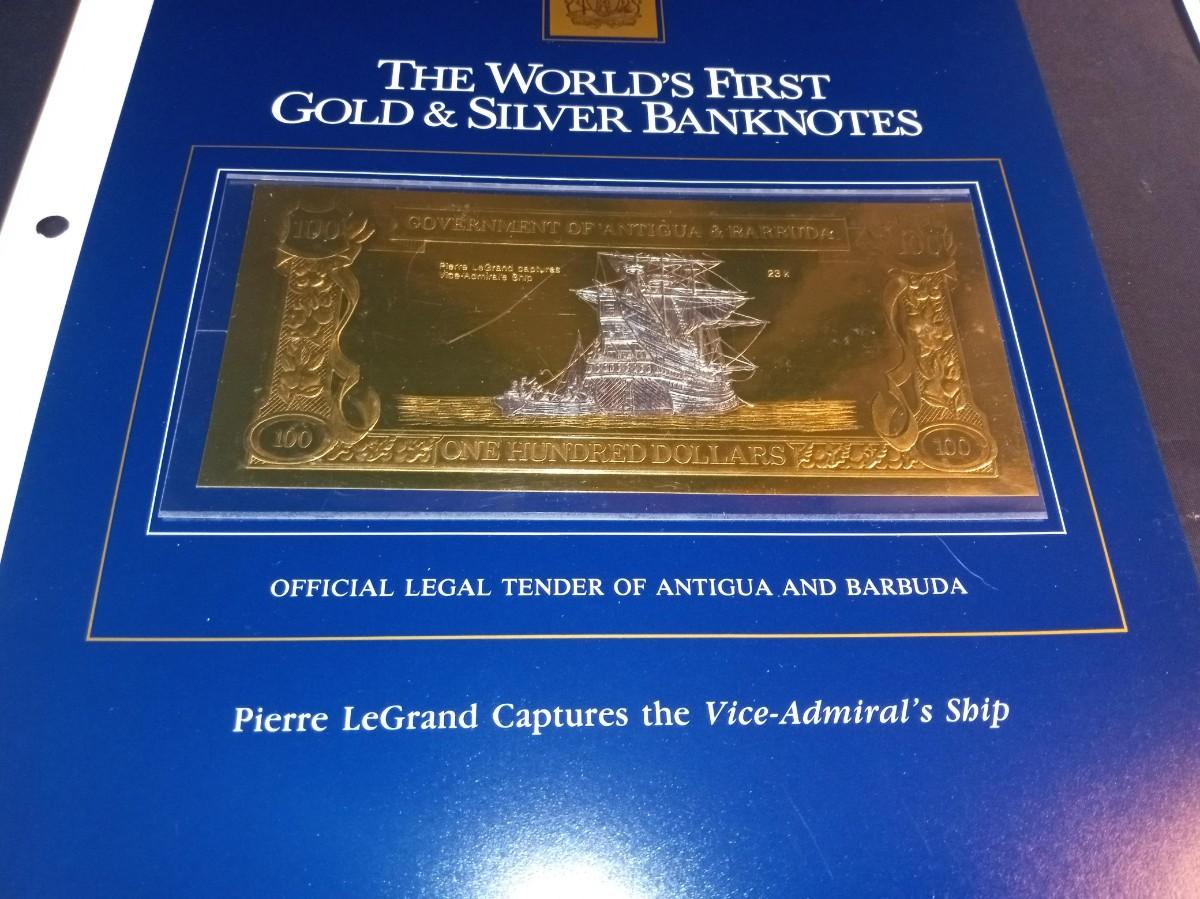 THE WORLD'S FIRST
GOLD & SILVER BANKNOTES
100
GOVERNMENT OF ANTIGUA & BARBUDA
100
Pierre LeGrand captures
Vice-Admiral's Ship
23 k
100
ONE HUNDRED DOLLARS
100
OFFICIAL LEGAL TENDER OF ANTIGUA AND BARBUDA
Pierre LeGrand Captures the Vice-Admiral's Ship